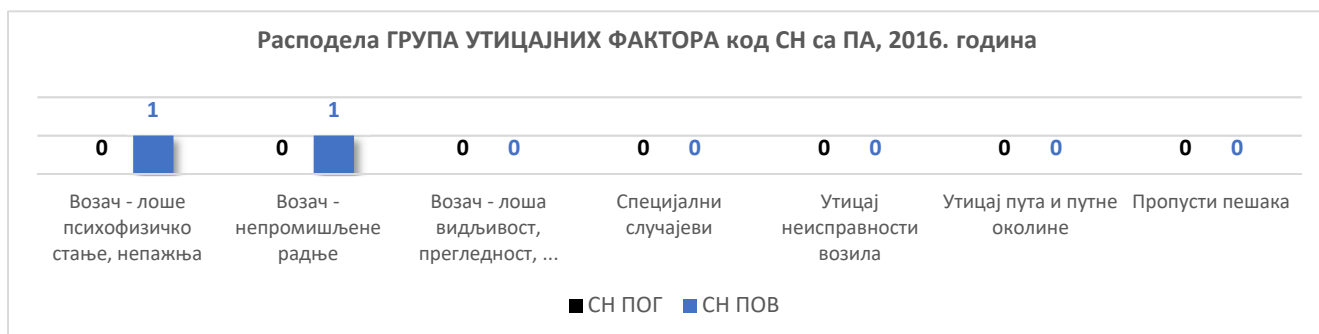 Расподела ГРУПА УТИЦАЈНИХ ФАКТОРА код СН са ПА, 2016. година
1 1
0 0 0 0 0 0 0 0 0 0 0 0
Возач - лоше
психофизичко
стање, непажња
Возач -
непромишљене
радње
Возач - лоша
видљивост,
прегледност, ...
Специјални
случајеви
Утицај
неисправности
возила
Утицај пута и путне
околине
Пропусти пешака
СН ПОГ СН ПОВ